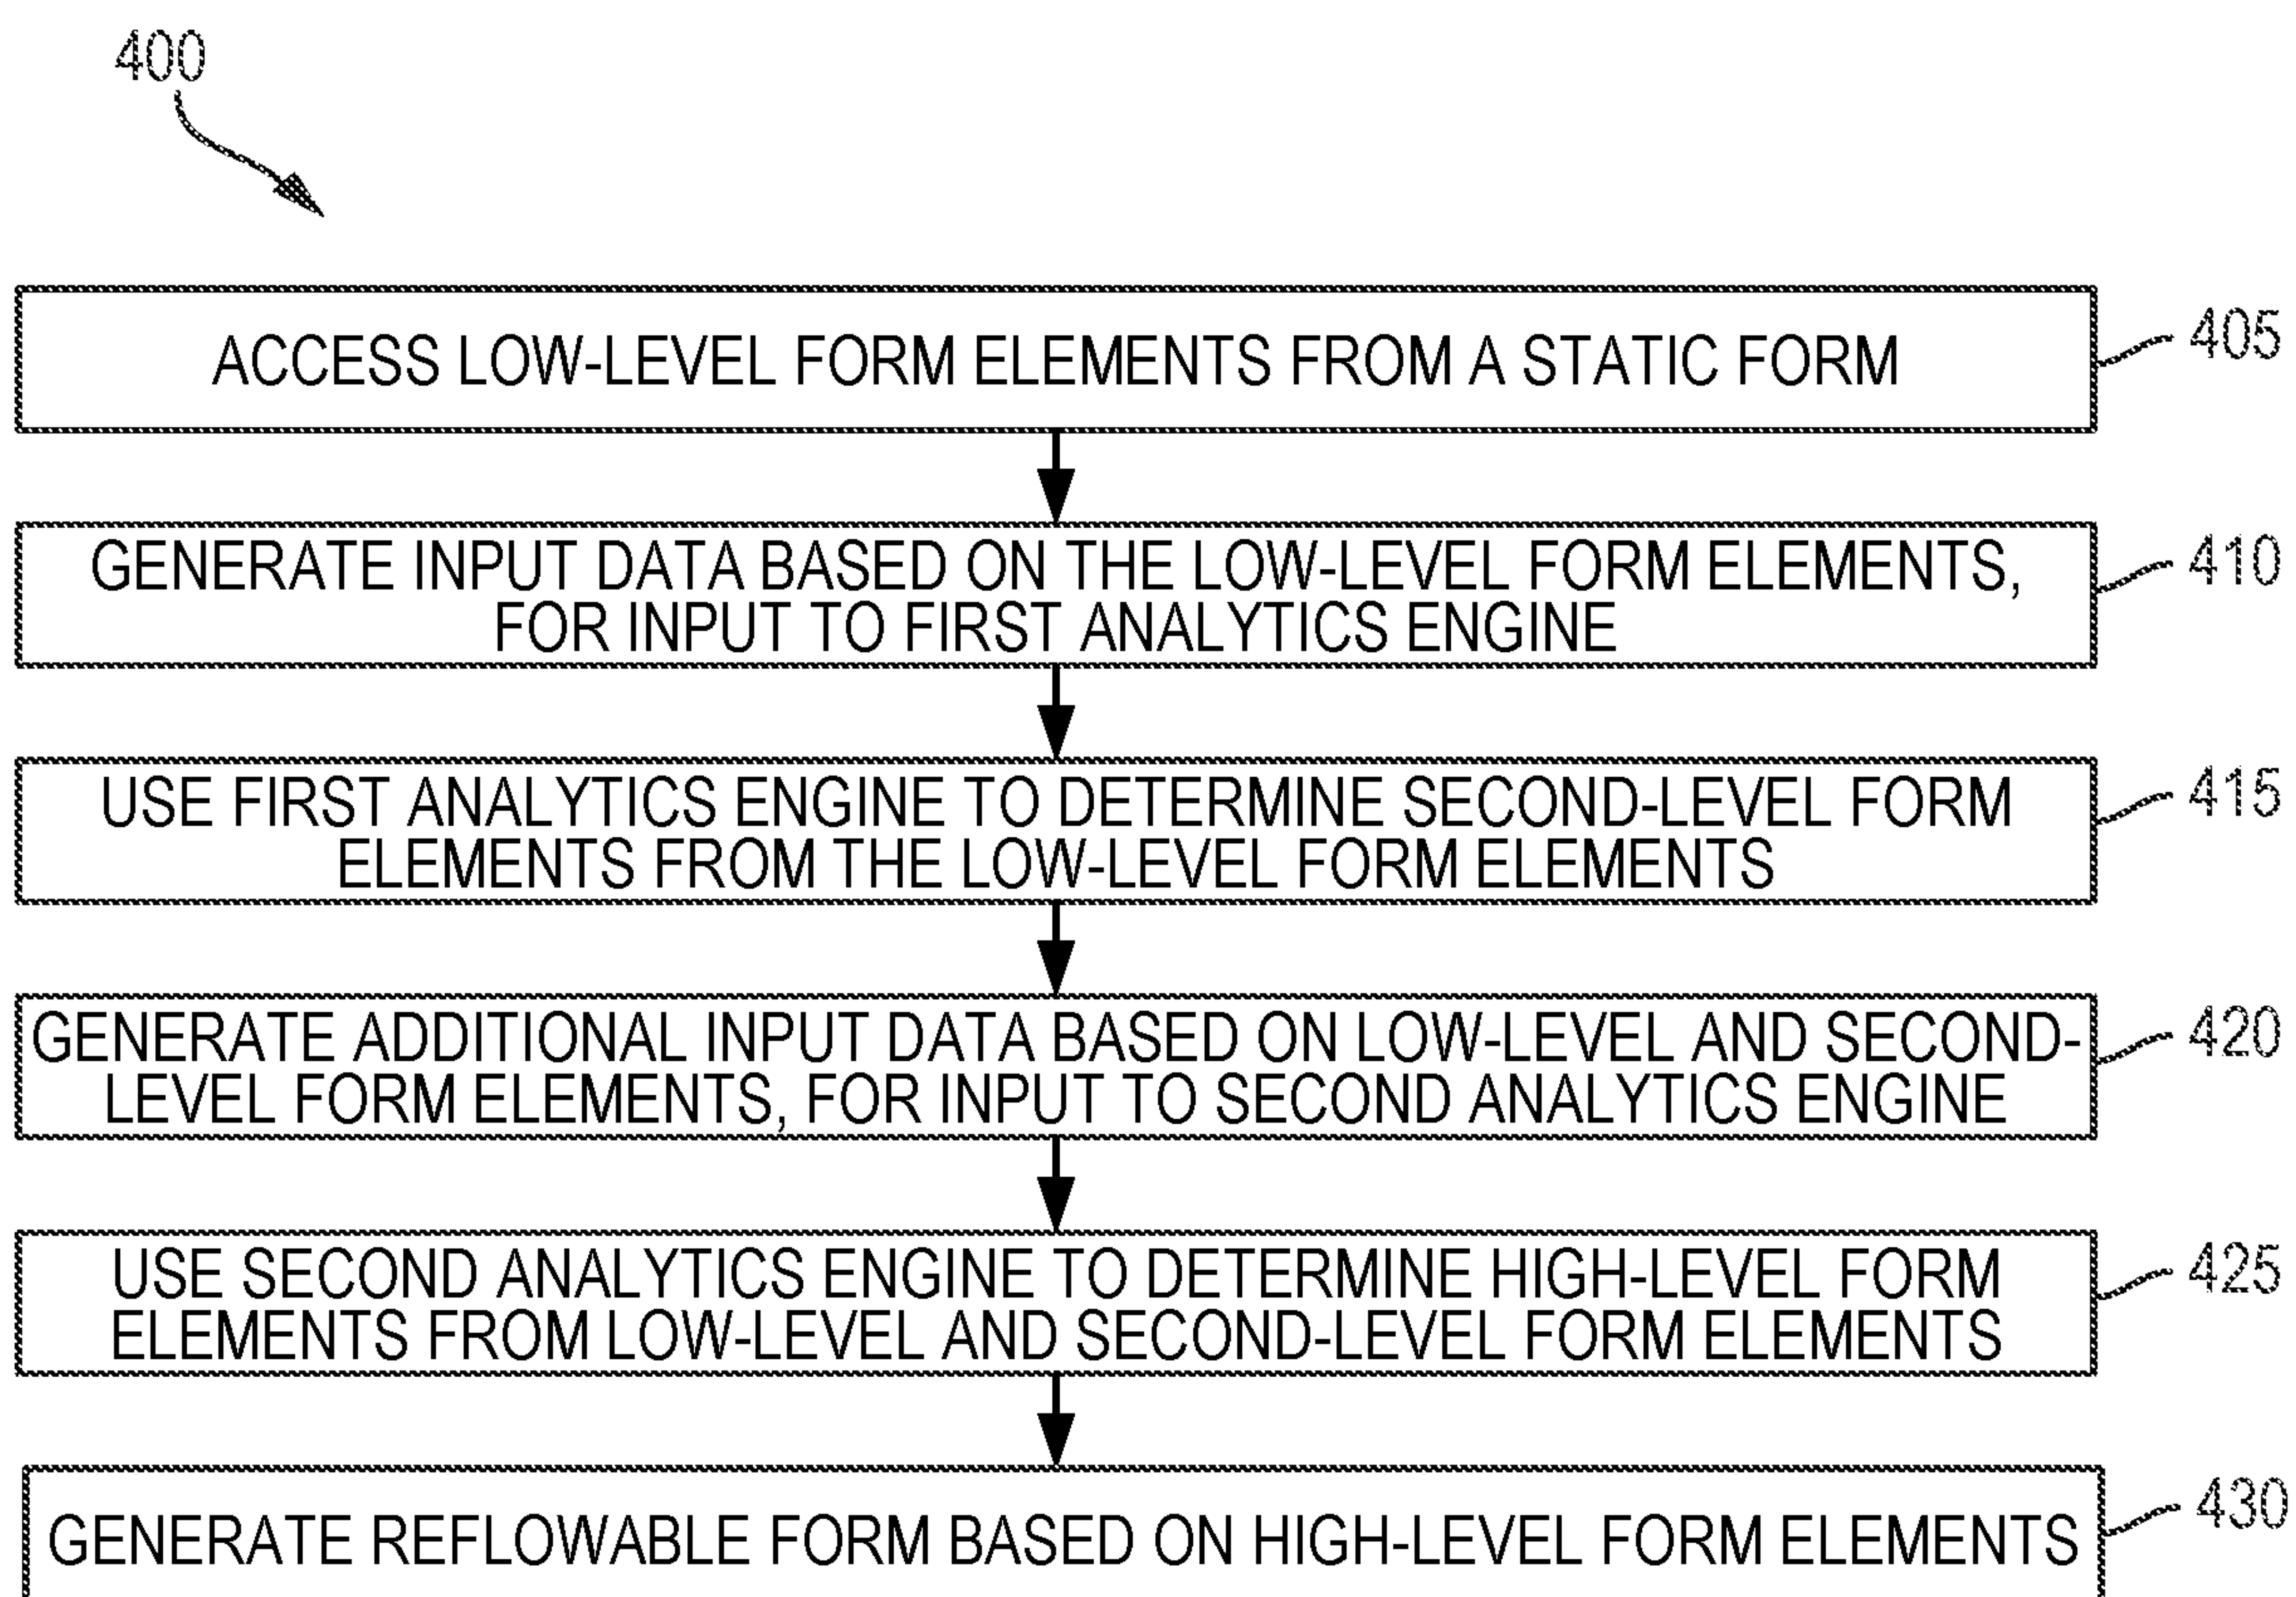 400
ACCESS LOW-LEVEL FORM ELEMENTS FROM A STATIC FORM
405
GENERATE INPUT DATA BASED ON THE LOW-LEVEL FORM ELEMENTS,
FOR INPUT TO FIRST ANALYTICS ENGINE
410
USE FIRST ANALYTICS ENGINE TO DETERMINE SECOND-LEVEL FORM
ELEMENTS FROM THE LOW-LEVEL FORM ELEMENTS
415
GENERATE ADDITIONAL INPUT DATA BASED ON LOW-LEVEL AND SECOND-
LEVEL FORM ELEMENTS, FOR INPUT TO SECOND ANALYTICS ENGINE
420
USE SECOND ANALYTICS ENGINE TO DETERMINE HIGH-LEVEL FORM
ELEMENTS FROM LOW-LEVEL AND SECOND-LEVEL FORM ELEMENTS
425
GENERATE REFLOWABLE FORM BASED ON HIGH-LEVEL FORM ELEMENTS
430